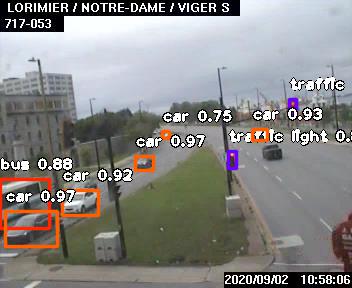 LORIMIER / NOTRE-DAME / VIGER S
717-053
traffic
car 0.75
car 0.93
car 0.97
traffic light 0.8
bus 0.88
car 0.92
car 0.97
2020/09/02 10:58:06